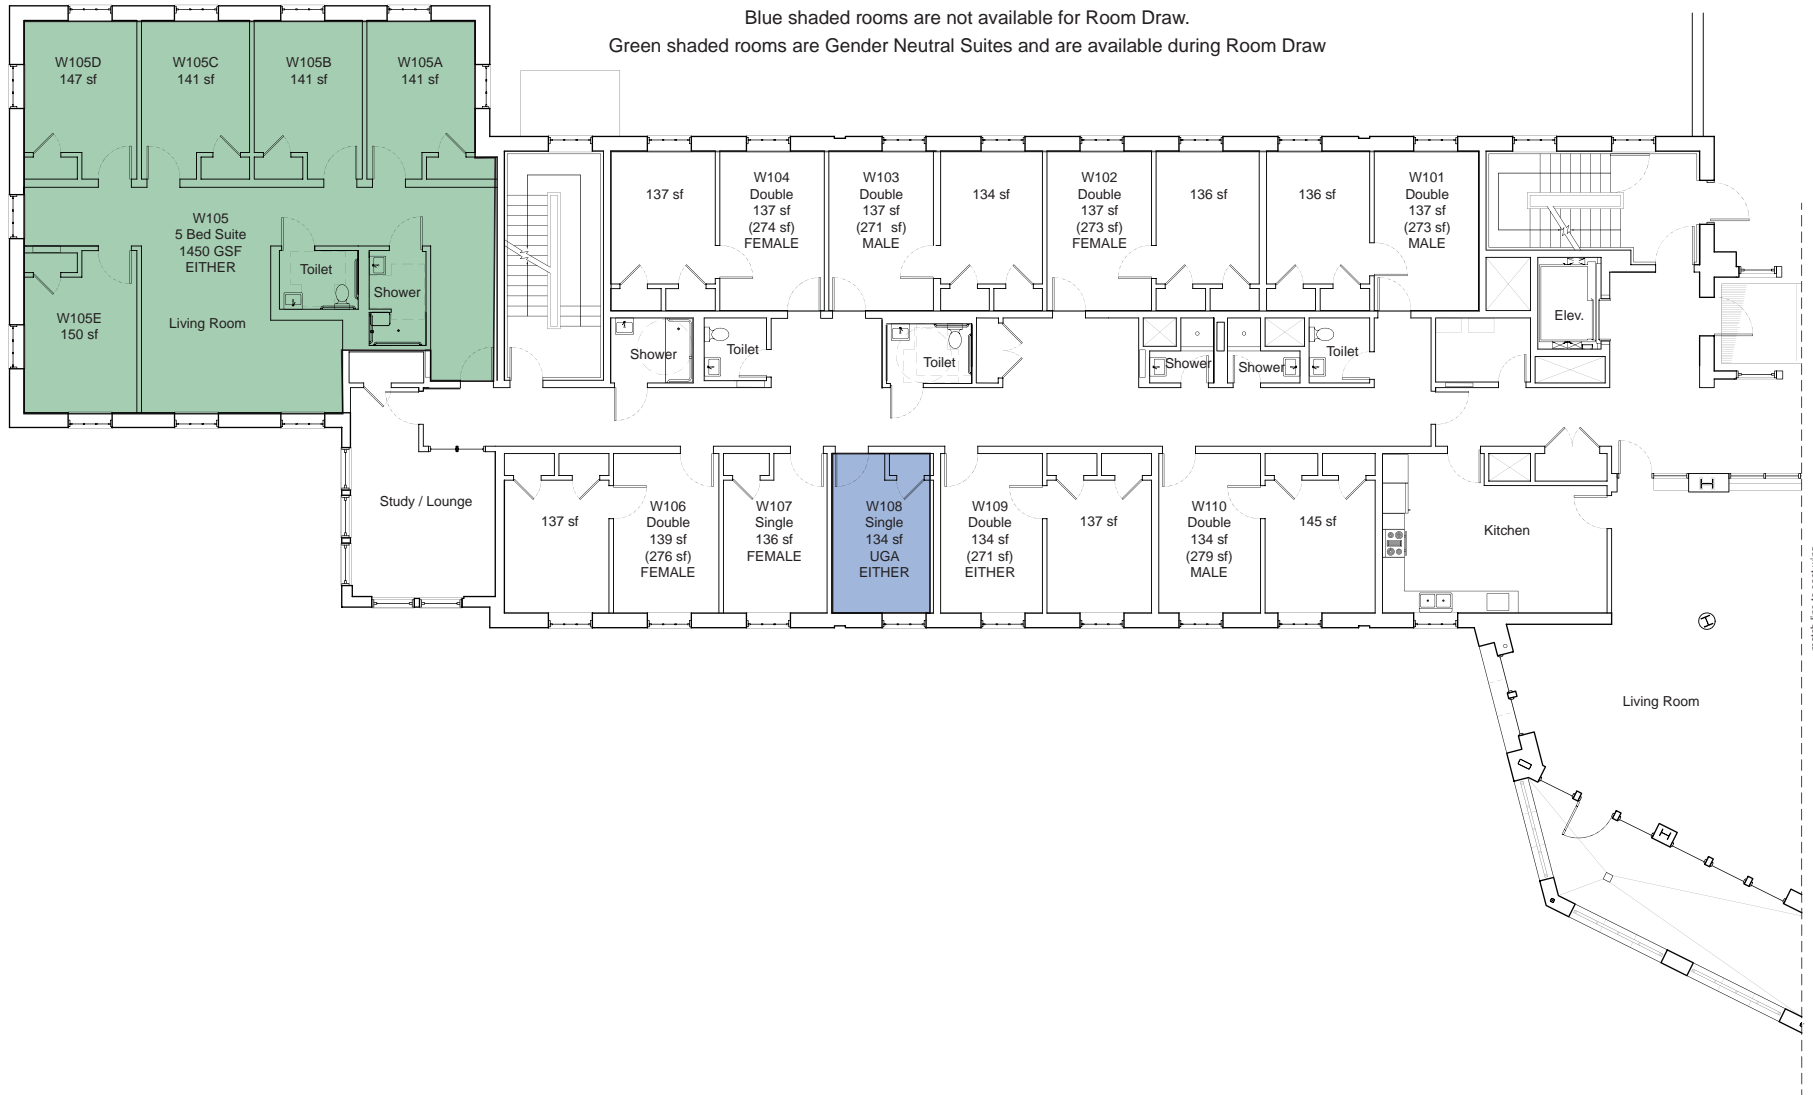 Blue shaded rooms are not available for Room Draw.
Green shaded rooms are Gender Neutral Suites and are available during Room Draw
W105D
147 sf
W105C
141 sf
W105B
141 sf
W105A
141 sf
W105
5 Bed Suite
1450 GSF
EITHER
Toilet
Shower
W105E
150 sf
Living Room
137 sf
W104
Double
137 sf
(274 sf)
FEMALE
W103
Double
137 sf
(271 sf)
MALE
134 sf
W102
Double
137 sf
(273 sf)
FEMALE
136 sf
136 sf
W101
Double
137 sf
(273 sf)
MALE
Elev.
Shower
Toilet
Toilet
Shower
Shower
Toilet
Study / Lounge
137 sf
W106
Double
139 sf
(276 sf)
FEMALE
W107
Single
136 sf
FEMALE
W108
Single
134 sf
UGA
EITHER
W109
Double
134 sf
(271 sf)
EITHER
137 sf
W110
Double
134 sf
(279 sf)
MALE
145 sf
Kitchen
Living Room